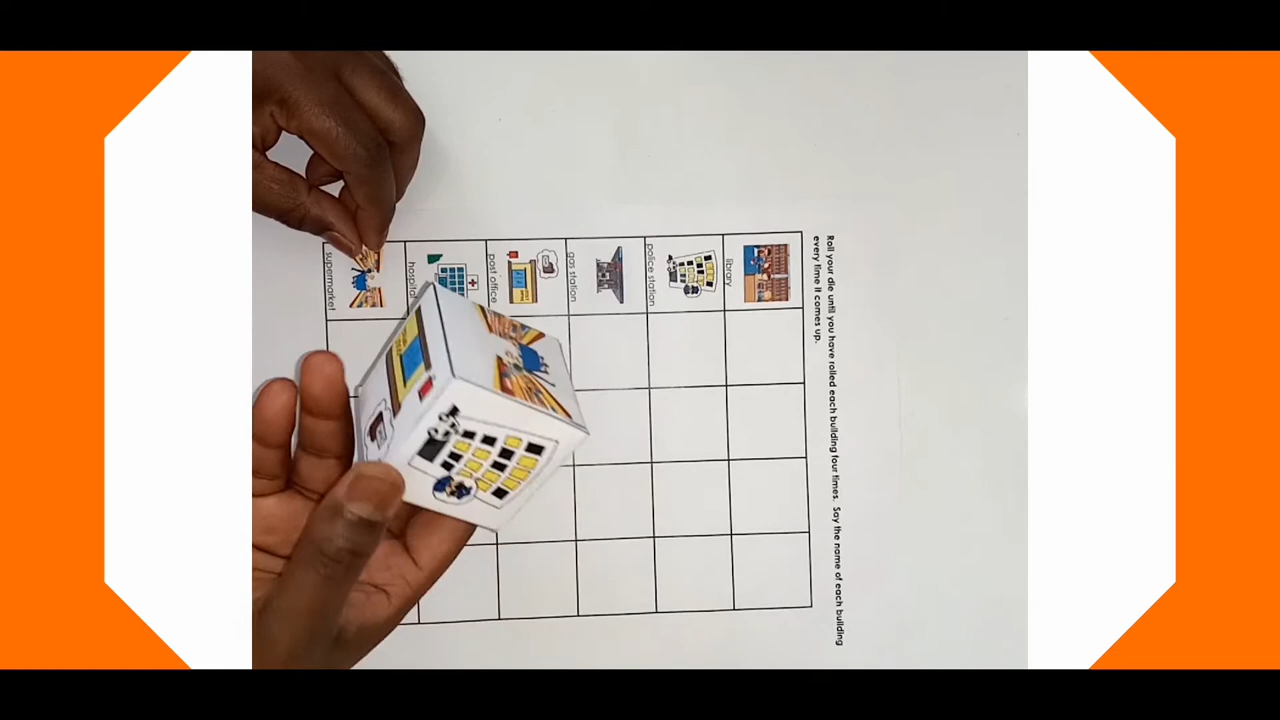 Roll your die until you have rolled each building four times. Say the name of each building
every time it comes up.
library
police station
gas station
post office
hospital
supermarket